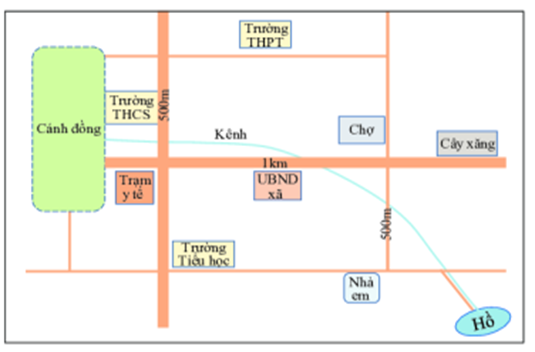 Trường
THPT
Trường
THCS
500m
Cánh đồng
Kênh
Chợ
Cây xăng
1km
Trạm
y tế
UBND
xã
500m
Trường
Tiểu học
Nhà
em
Hồ